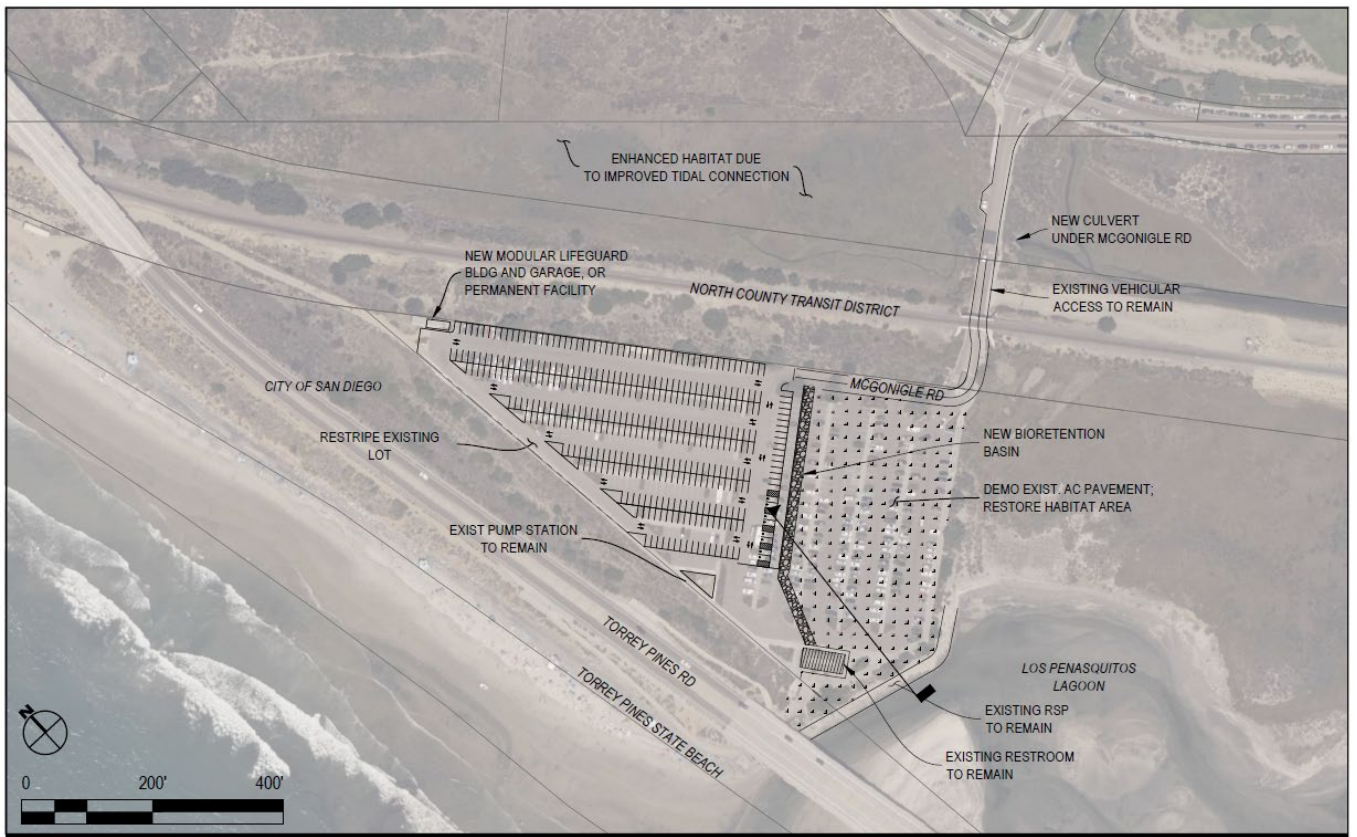 ENHANCED HABITAT DUE
TO IMPROVED TIDAL CONNECTION
NEW CULVERT
UNDER MCGONIGLE RD
NEW MODULAR LIFEGUARD
BLDG AND GARAGE, OR
PERMANENT FACILITY
NORTH COUNTY TRANSIT DISTRICT
EXISTING VEHICULAR
ACCESS TO REMAIN
CITY OF SAN DIEGO
MCGONIGLE RD
RESTRIPE EXISTING
LOT
NEW BIORETENTION
BASIN
DEMO EXIST. AC PAVEMENT;
RESTORE HABITAT AREA
EXIST PUMP STATION
TO REMAIN
TORREY PINES RD
TORREY PINES STATE BEACH
LOS PENASQUITOS
LAGOON
EXISTING RSP
TO REMAIN
EXISTING RESTROOM
TO REMAIN
N
0 200' 400'